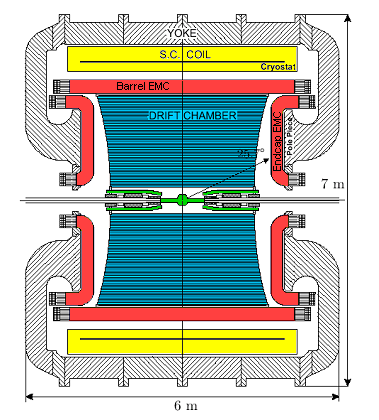 YOKE
S.C. COIL
Cryostat
Barrel EMC
DRIFT CHAMBER
Endcap EMC
Pole Piece
25°
7 m
6 m